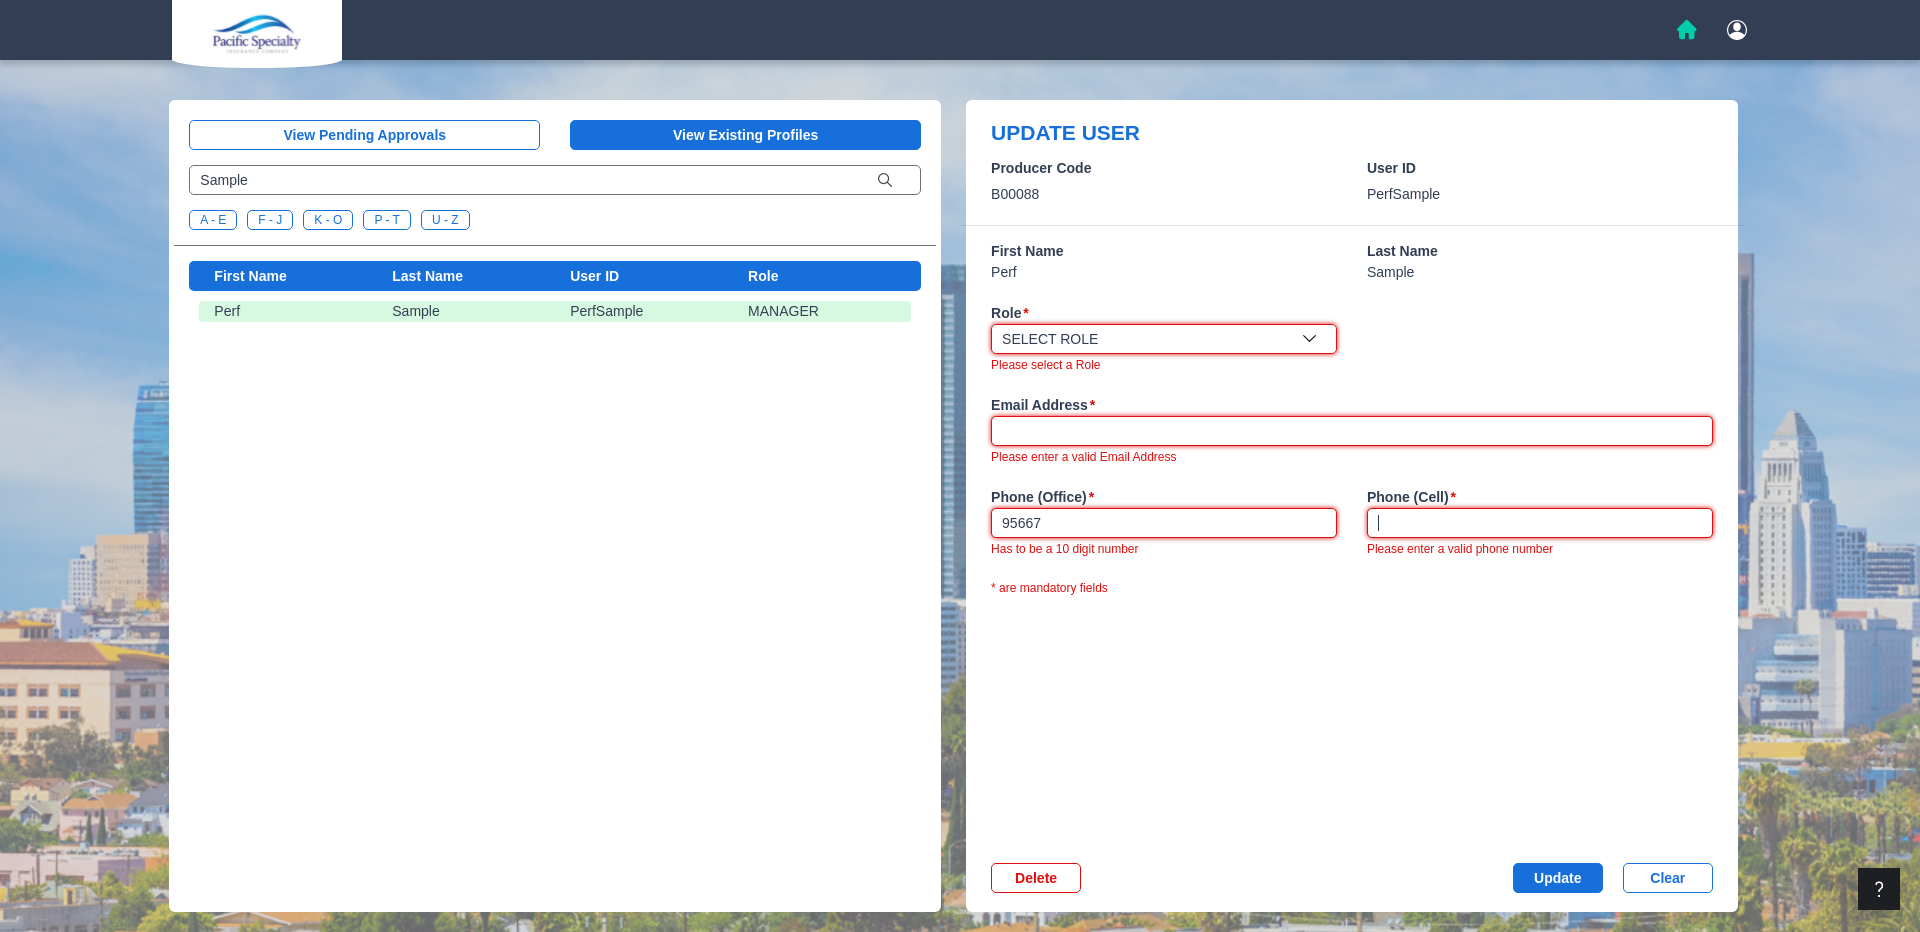 Pacific Specialty
INSURANCE COMPANY
View Pending Approvals
View Existing Profiles
Sample
A - E
F - J
K - O
P - T
U - Z
First Name Last Name User ID Role
Perf Sample PerfSample MANAGER
UPDATE USER
Producer Code User ID
B00088 PerfSample
First Name Last Name
Perf Sample
Role*
SELECT ROLE
Please select a Role
Email Address*
Please enter a valid Email Address
Phone (Office)* Phone (Cell)*
95667
Has to be a 10 digit number Please enter a valid phone number
* are mandatory fields
Delete Update Clear
?